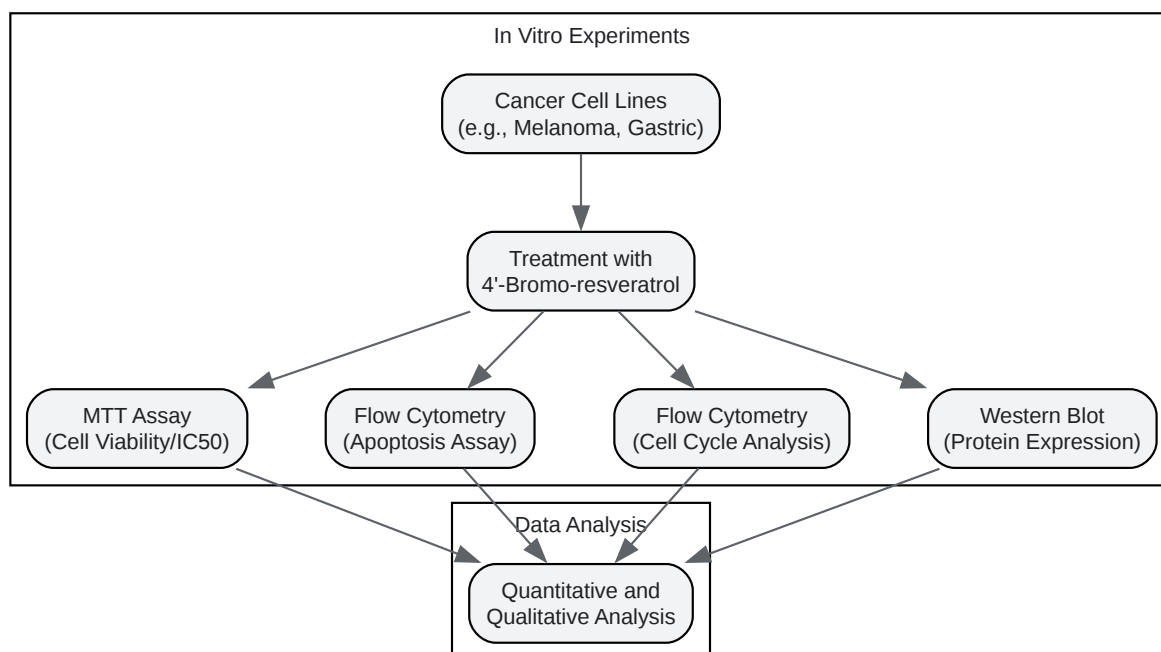 In Vitro Experiments
Cancer Cell Lines
(e.g., Melanoma, Gastric)
Treatment with
4'-Bromo-resveratrol
MTT Assay
(Cell Viability/IC50)
Flow Cytometry
(Apoptosis Assay)
Flow Cytometry
(Cell Cycle Analysis)
Western Blot
(Protein Expression)
Data Analysis
Quantitative and
Qualitative Analysis